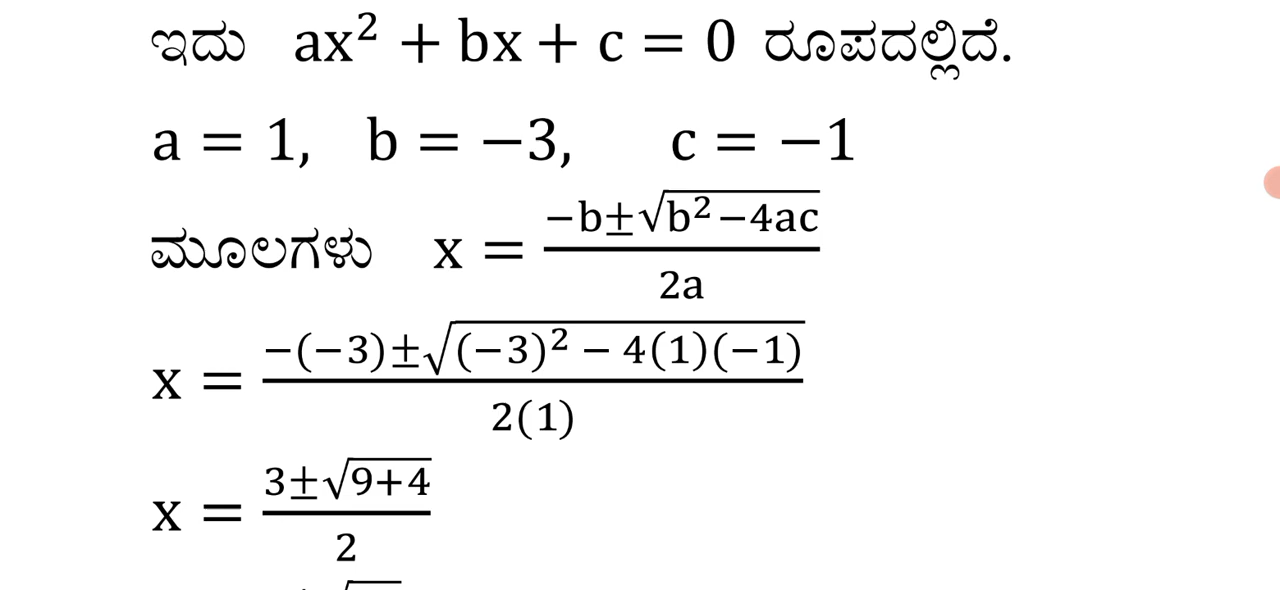 ಇದು ax² + bx + c = 0 ರೂಪದಲ್ಲಿದೆ.
a = 1, b = −3, c = −1
ಮೂಲಗಳು x = (−b±√(b²−4ac))/(2a)
x = (−(−3)±√((−3)² − 4(1)(−1)))/(2(1))
x = (3±√(9+4))/2